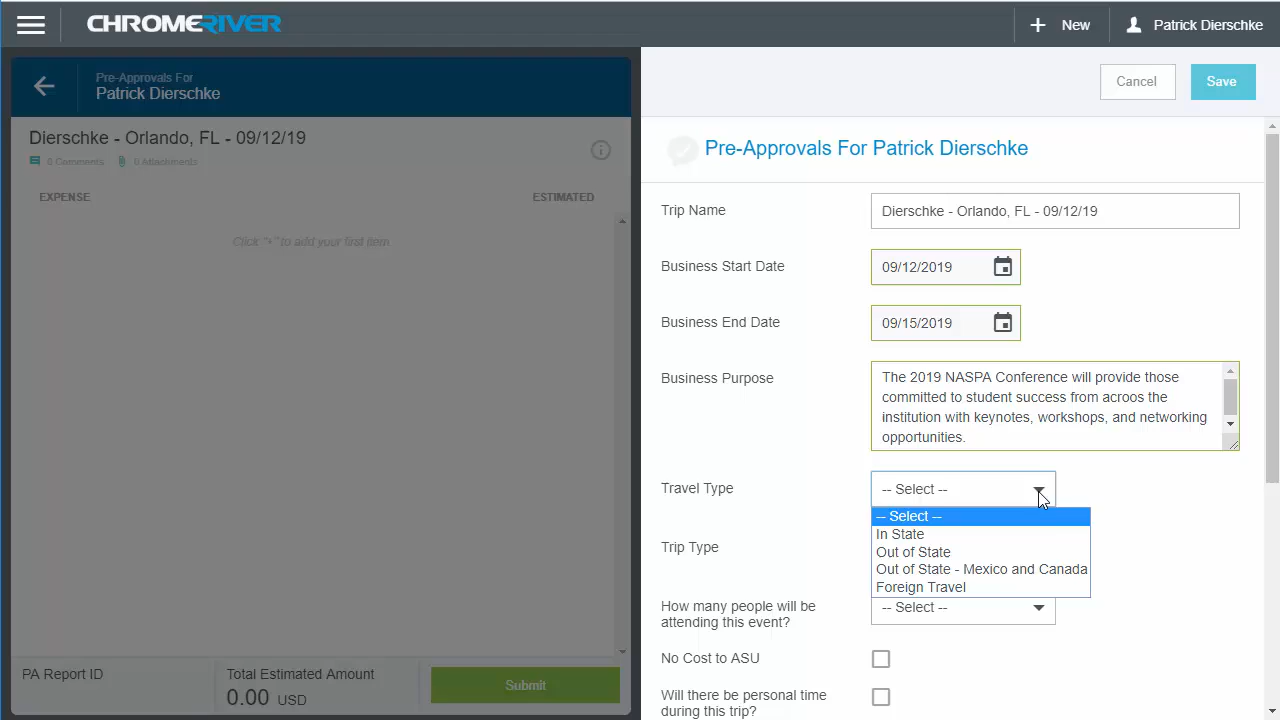 CHROMERIVER
New
Patrick Dierschke
Pre-Approvals For
Patrick Dierschke
Dierschke - Orlando, FL - 09/12/19
0 Comments
0 Attachments
EXPENSE
ESTIMATED
Click "+" to add your first item
PA Report ID
Total Estimated Amount
0.00 USD
Submit
Cancel
Save
Pre-Approvals For Patrick Dierschke
Trip Name
Dierschke - Orlando, FL - 09/12/19
Business Start Date
09/12/2019
Business End Date
09/15/2019
Business Purpose
The 2019 NASPA Conference will provide those
committed to student success from acroos the
institution with keynotes, workshops, and networking
opportunities.
Travel Type
-- Select --
-- Select --
In State
Out of State
Out of State - Mexico and Canada
Foreign Travel
Trip Type
How many people will be
attending this event?
-- Select --
No Cost to ASU
Will there be personal time
during this trip?